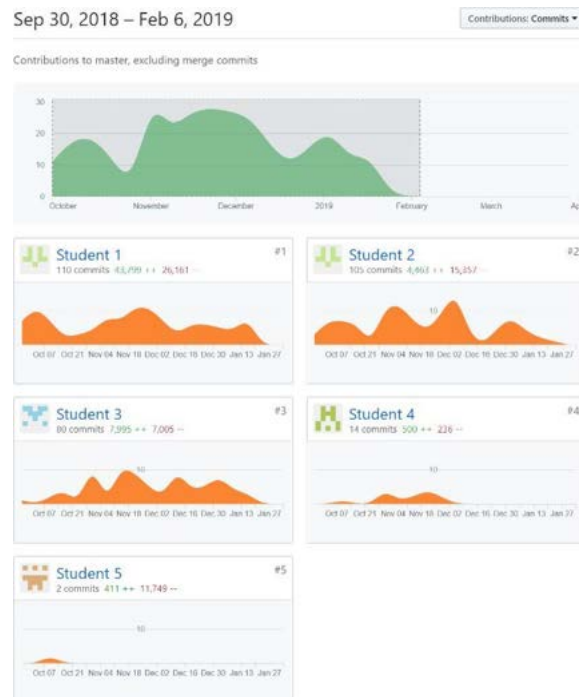 Sep 30, 2018 – Feb 6, 2019
Contributions: Commits
Contributions to master, excluding merge commits
30
20
10
0
October November December 2019 February March Ap
Student 1 #1
110 commits 43,799 ++ 26,161 --
Oct 07 Oct 21 Nov 04 Nov 18 Dec 02 Dec 16 Dec 30 Jan 13 Jan 27
Student 2 #2
105 commits 4,463 ++ 15,357 --
10
Oct 07 Oct 21 Nov 04 Nov 18 Dec 02 Dec 16 Dec 30 Jan 13 Jan 27
Student 3 #3
80 commits 7,995 ++ 7,005 --
10
Oct 07 Oct 21 Nov 04 Nov 18 Dec 02 Dec 16 Dec 30 Jan 13 Jan 27
Student 4 #4
14 commits 500 ++ 236 --
10
Oct 07 Oct 21 Nov 04 Nov 18 Dec 02 Dec 16 Dec 30 Jan 13 Jan 27
Student 5 #5
2 commits 411 ++ 11,749 --
10
Oct 07 Oct 21 Nov 04 Nov 18 Dec 02 Dec 16 Dec 30 Jan 13 Jan 27